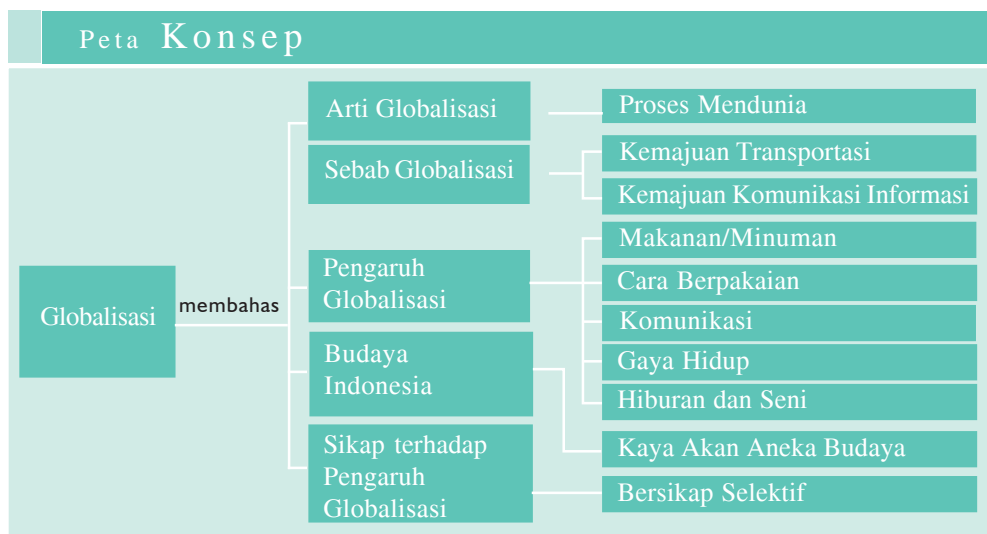 Peta Konsep
Globalisasi
membahas
Arti Globalisasi
Proses Mendunia
Sebab Globalisasi
Kemajuan Transportasi
Kemajuan Komunikasi Informasi
Pengaruh
Globalisasi
Makanan/Minuman
Cara Berpakaian
Komunikasi
Gaya Hidup
Hiburan dan Seni
Budaya
Indonesia
Kaya Akan Aneka Budaya
Sikap terhadap
Pengaruh
Globalisasi
Bersikap Selektif